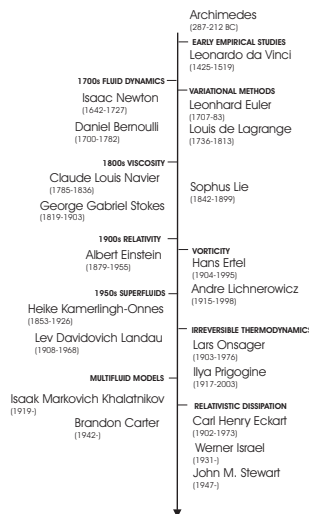 Archimedes
(287-212 BC)
EARLY EMPIRICAL STUDIES
Leonardo da Vinci
(1425-1519)
1700s FLUID DYNAMICS
Isaac Newton
(1642-1727)
Daniel Bernoulli
(1700-1782)
VARIATIONAL METHODS
Leonhard Euler
(1707-83)
Louis de Lagrange
(1736-1813)
1800s VISCOSITY
Claude Louis Navier
(1785-1836)
George Gabriel Stokes
(1819-1903)
Sophus Lie
(1842-1899)
1900s RELATIVITY
Albert Einstein
(1879-1955)
VORTICITY
Hans Ertel
(1904-1995)
Andre Lichnerowicz
(1915-1998)
1950s SUPERFLUIDS
Heike Kamerlingh-Onnes
(1853-1926)
Lev Davidovich Landau
(1908-1968)
IRREVERSIBLE THERMODYNAMICS
Lars Onsager
(1903-1976)
Ilya Prigogine
(1917-2003)
MULTIFLUID MODELS
Isaak Markovich Khalatnikov
(1919-)
Brandon Carter
(1942-)
RELATIVISTIC DISSIPATION
Carl Henry Eckart
(1902-1973)
Werner Israel
(1931-)
John M. Stewart
(1947-)